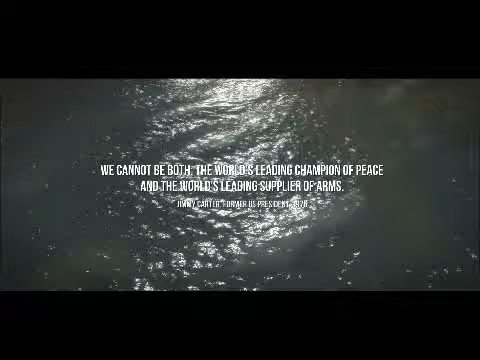 WE CANNOT BE BOTH. THE WORLD'S LEADING CHAMPION OF PEACE
AND THE WORLD'S LEADING SUPPLIER OF ARMS.
JIMMY CARTER, FORMER US PRESIDENT, 1976